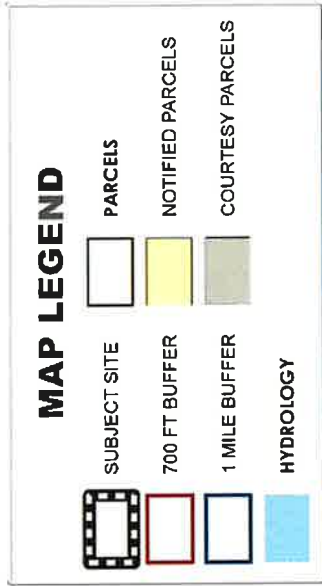 MAP LEGEND
SUBJECT SITE
700 FT BUFFER
1 MILE BUFFER
HYDROLOGY
PARCELS
NOTIFIED PARCELS
COURTESY PARCELS